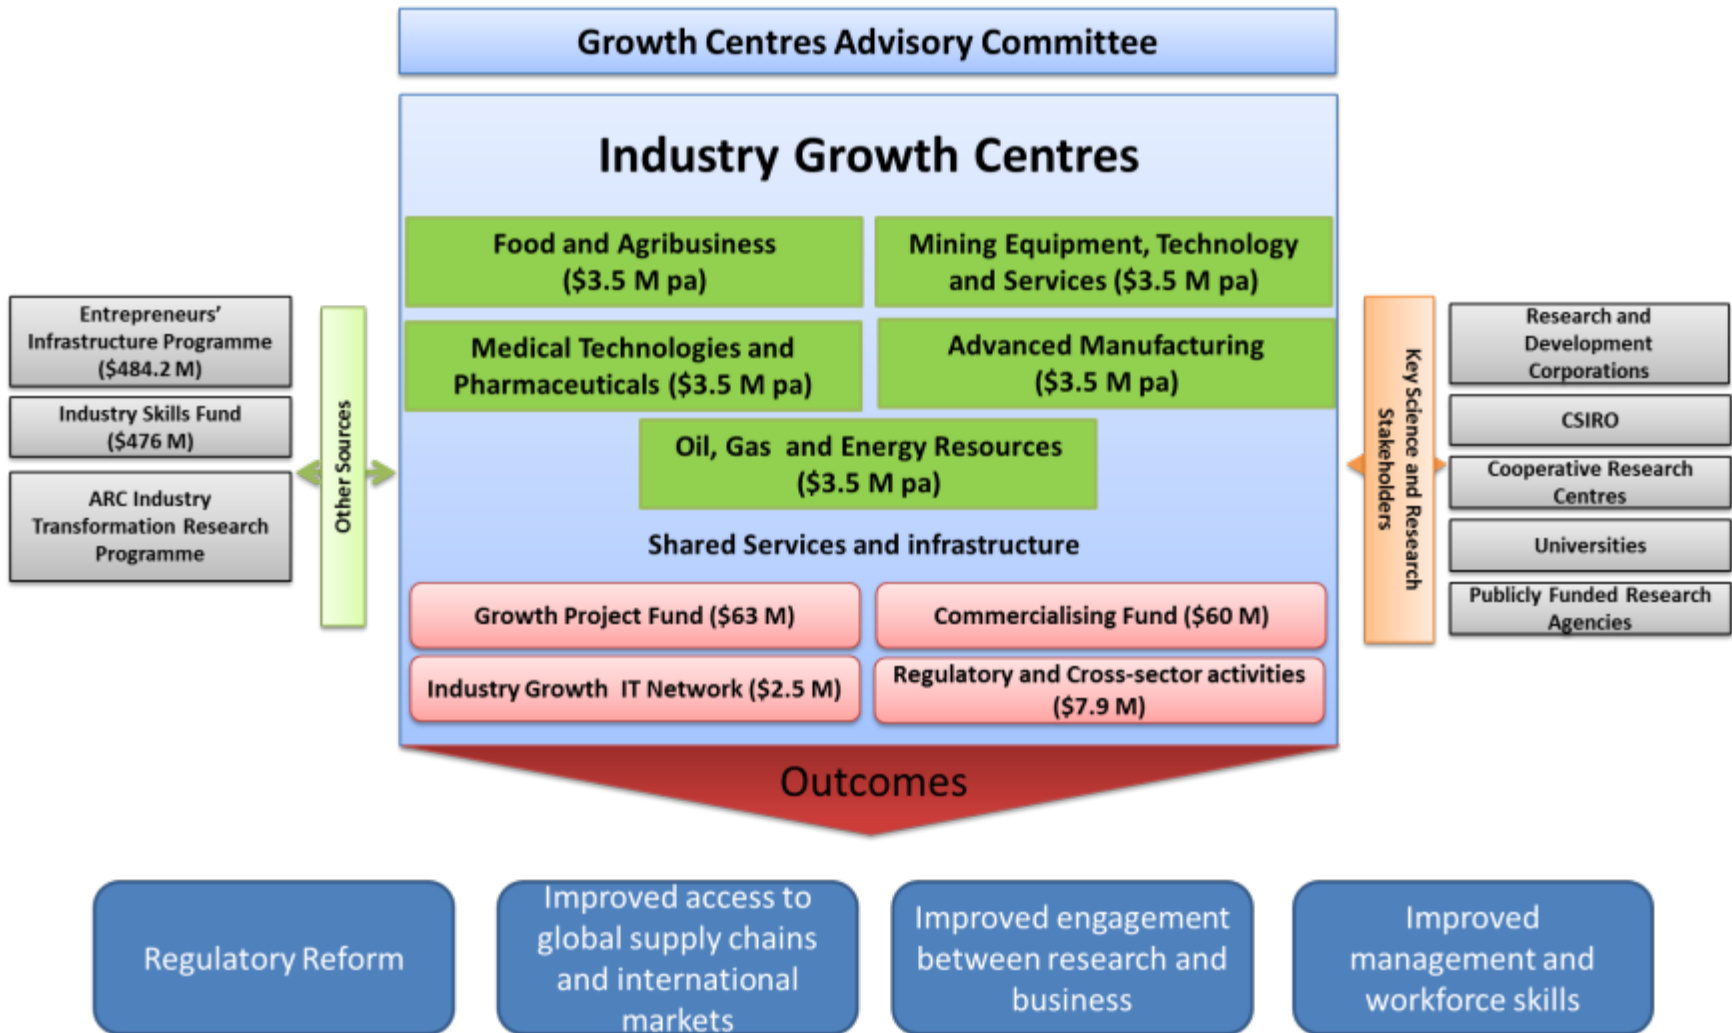 Growth Centres Advisory Committee
Industry Growth Centres
Food and Agribusiness
($3.5 M pa)
Mining Equipment, Technology
and Services ($3.5 M pa)
Medical Technologies and
Pharmaceuticals ($3.5 M pa)
Advanced Manufacturing
($3.5 M pa)
Oil, Gas and Energy Resources
($3.5 M pa)
Shared Services and infrastructure
Growth Project Fund ($63 M)
Commercialising Fund ($60 M)
Industry Growth IT Network ($2.5 M)
Regulatory and Cross-sector activities
($7.9 M)
Entrepreneurs'
Infrastructure Programme
($484.2 M)
Industry Skills Fund
($476 M)
ARC Industry
Transformation Research
Programme
Other Sources
Key Science and Research
Stakeholders
Research and
Development
Corporations
CSIRO
Cooperative Research
Centres
Universities
Publicly Funded Research
Agencies
Outcomes
Regulatory Reform
Improved access to
global supply chains
and international
markets
Improved engagement
between research and
business
Improved
management and
workforce skills